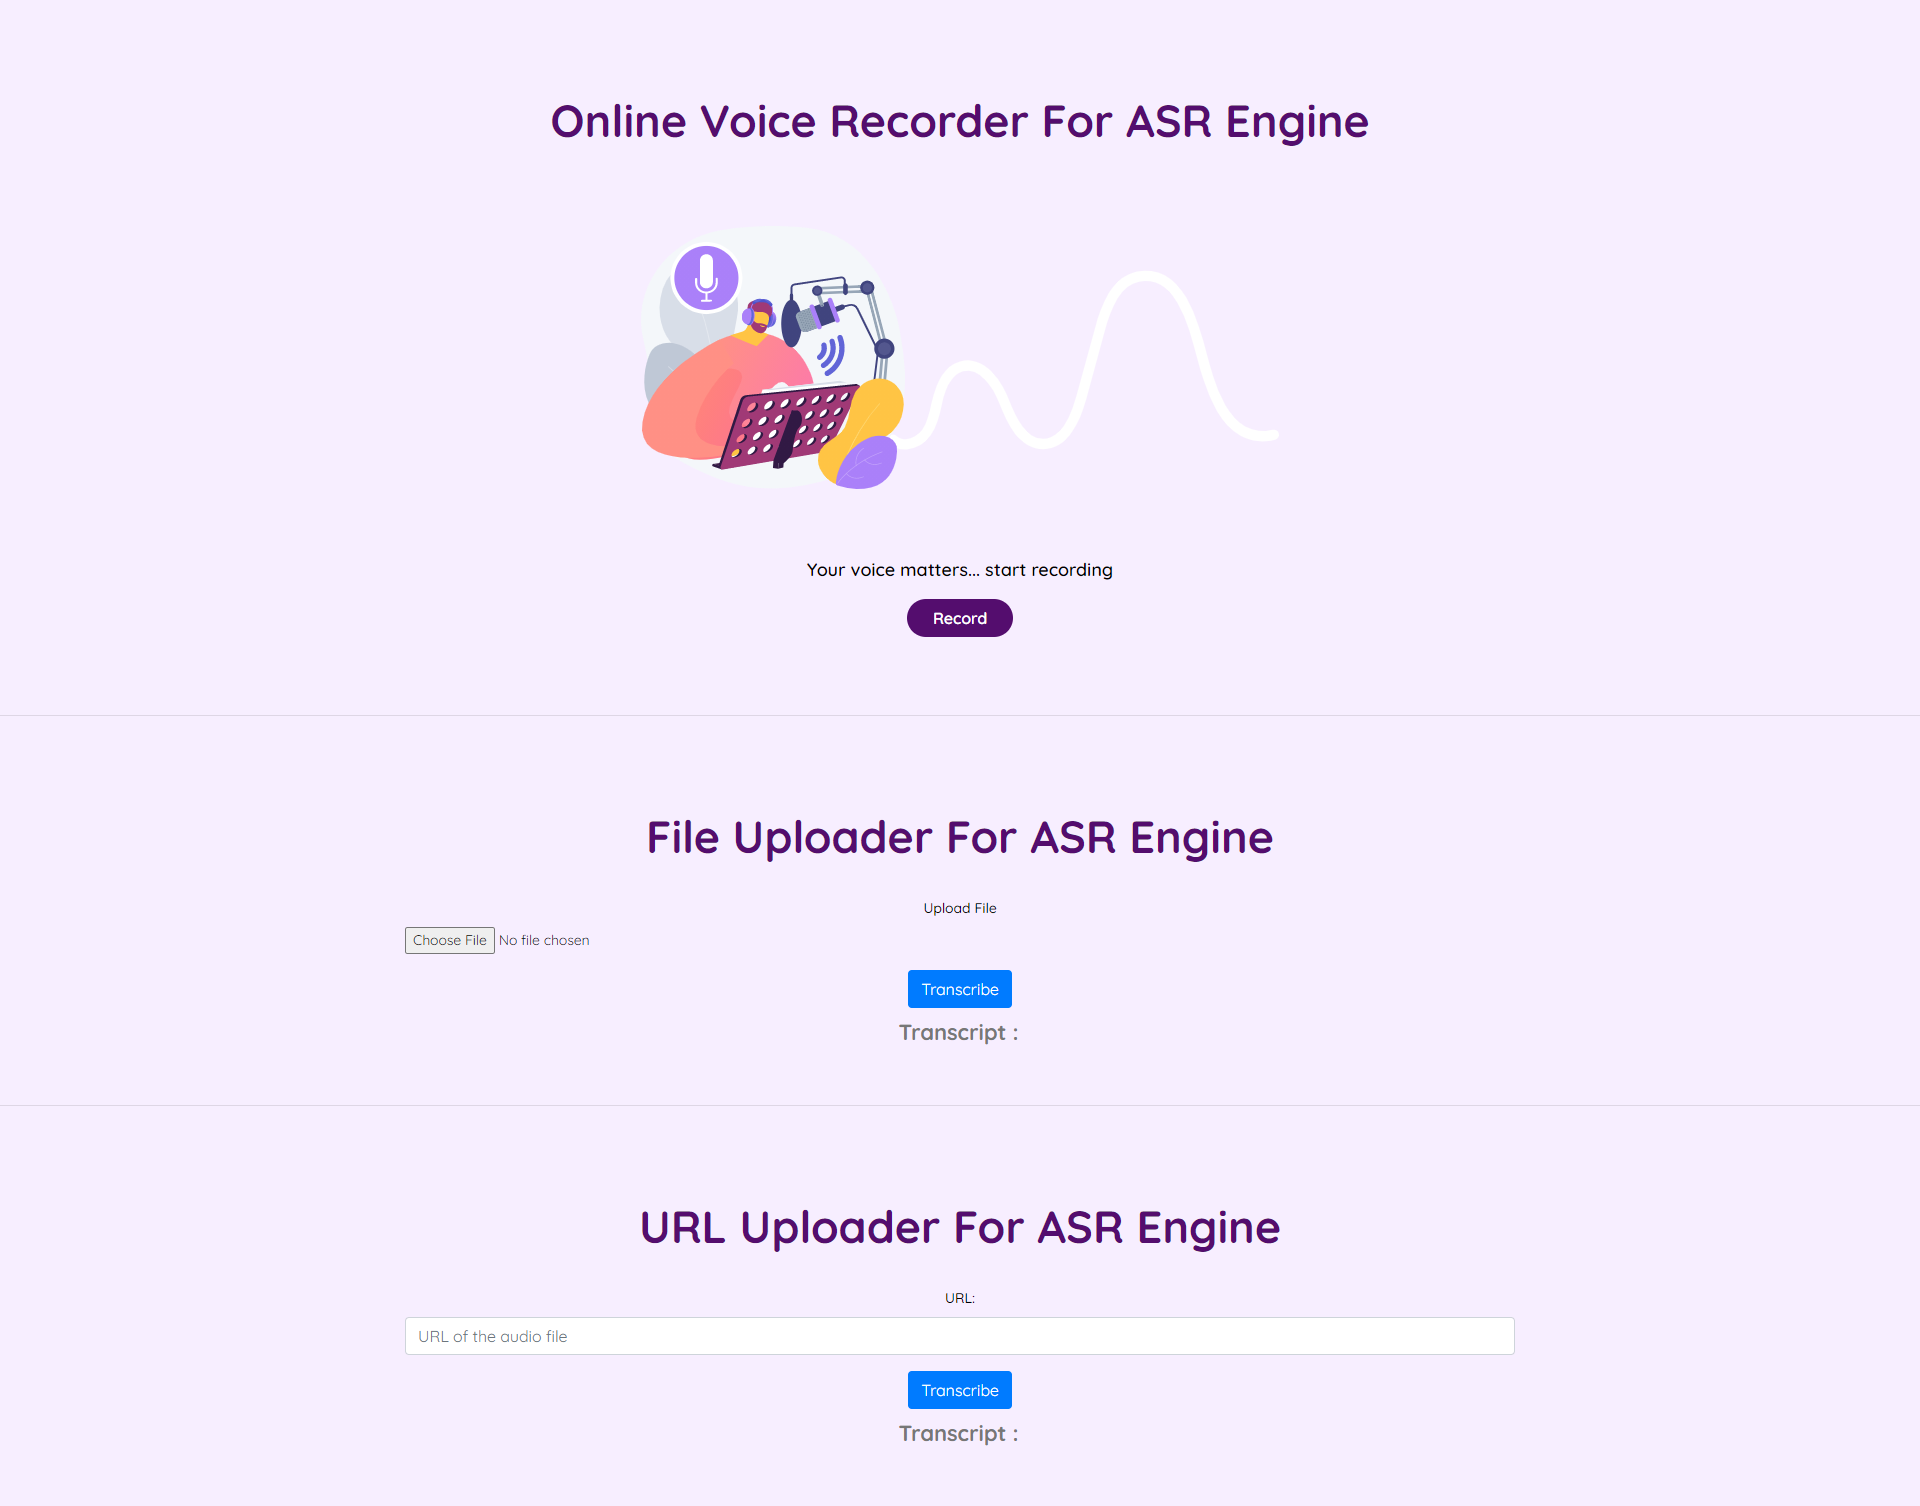 Online Voice Recorder For ASR Engine
Your voice matters... start recording
Record
File Uploader For ASR Engine
Upload File
Choose File No file chosen
Transcribe
Transcript :
URL Uploader For ASR Engine
URL:
URL of the audio file
Transcribe
Transcript :